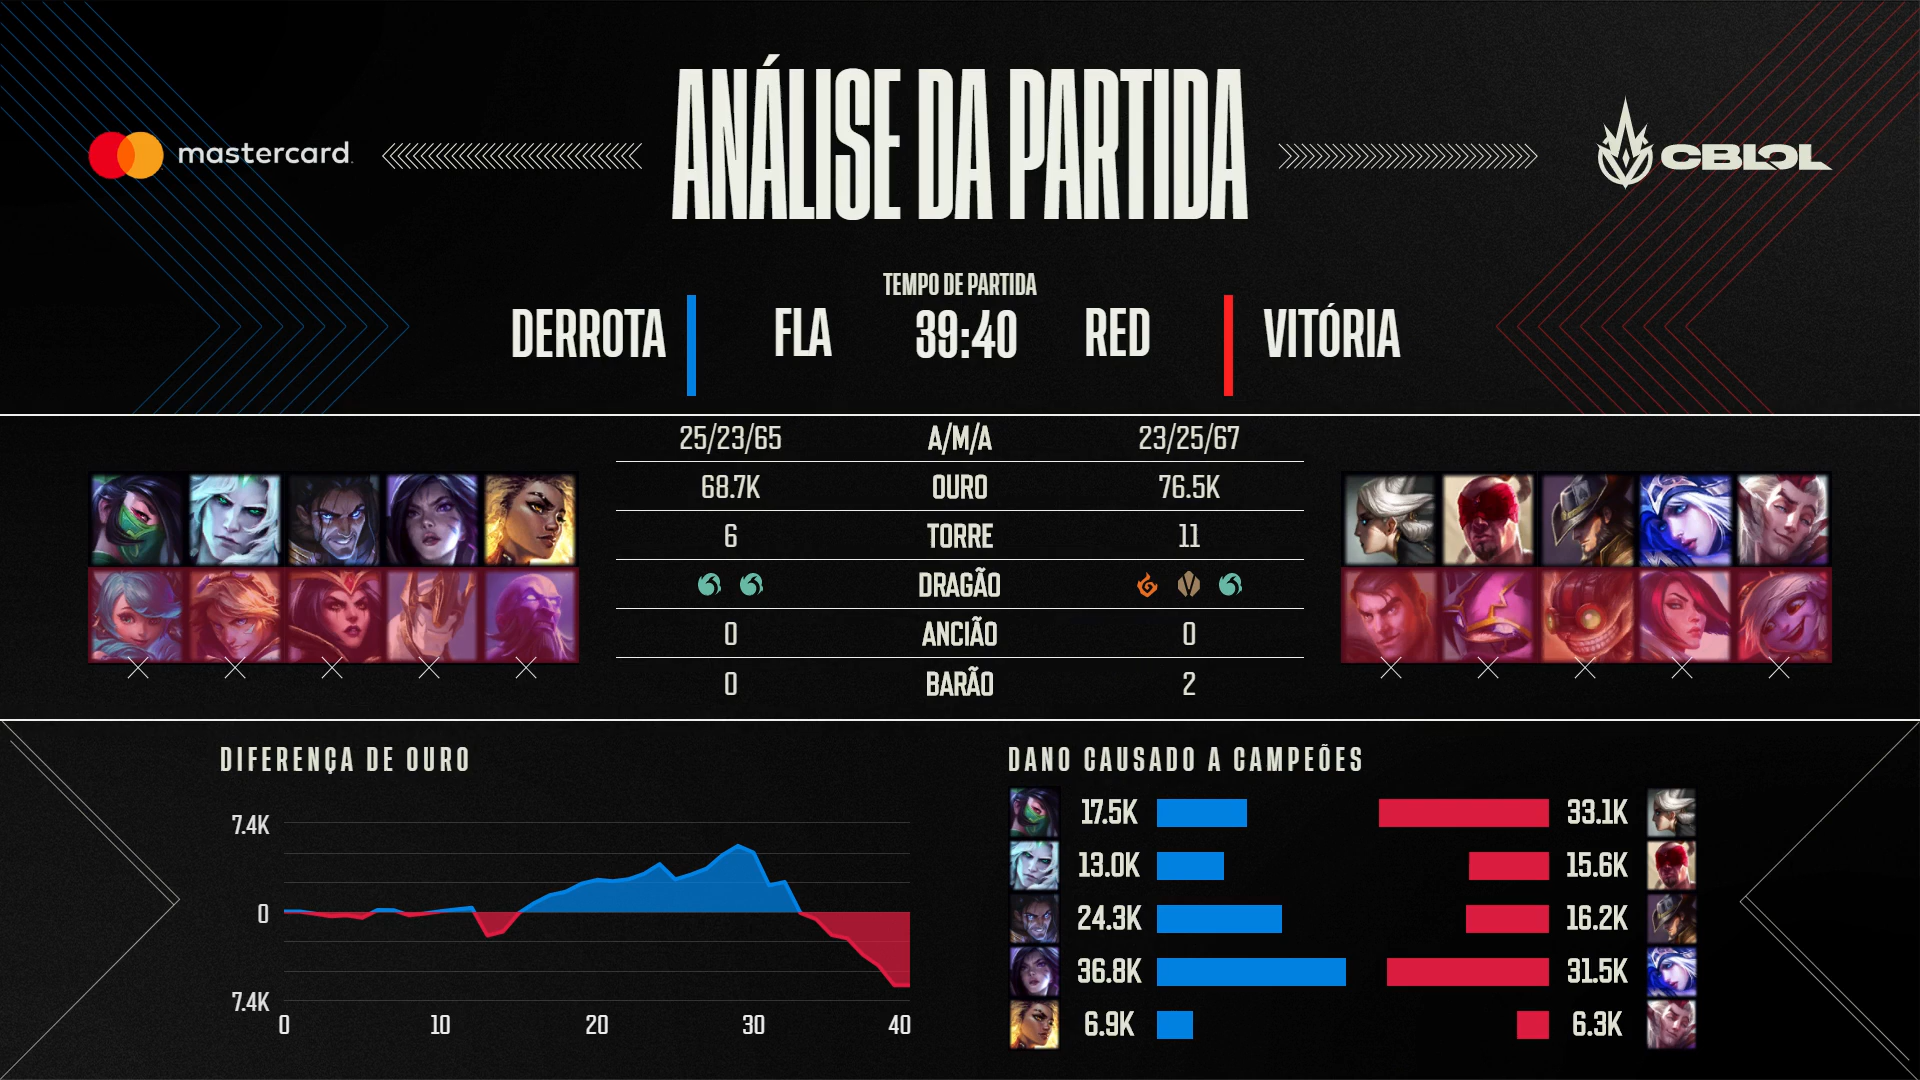 mastercard.
ANÁLISE DA PARTIDA
CBLOL
TEMPO DE PARTIDA
DERROTA FLA 39:40 RED VITÓRIA
25/23/65 A/M/A 23/25/67
68.7K OURO 76.5K
6 TORRE 11
DRAGÃO
0 ANCIÃO 0
0 BARÃO 2
DIFERENÇA DE OURO
7.4K
0
7.4K
0 10 20 30 40
DANO CAUSADO A CAMPEÕES
17.5K 33.1K
13.0K 15.6K
24.3K 16.2K
36.8K 31.5K
6.9K 6.3K